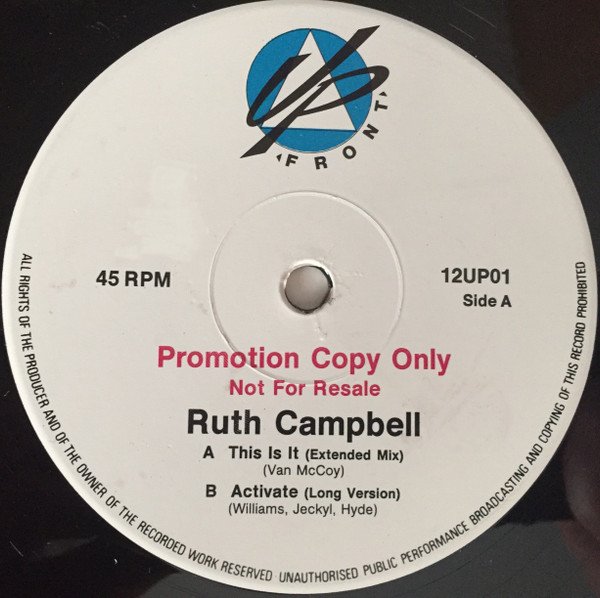 UP
FRONT
45 RPM
12UP01
Side A
Promotion Copy Only
Not For Resale
Ruth Campbell
A This Is It (Extended Mix)
(Van McCoy)
B Activate (Long Version)
(Williams, Jeckyl, Hyde)
ALL RIGHTS OF THE PRODUCER AND OF THE OWNER OF THE RECORDED WORK RESERVED · UNAUTHORISED PUBLIC PERFORMANCE BROADCASTING AND COPYING OF THIS RECORD PROHIBITED